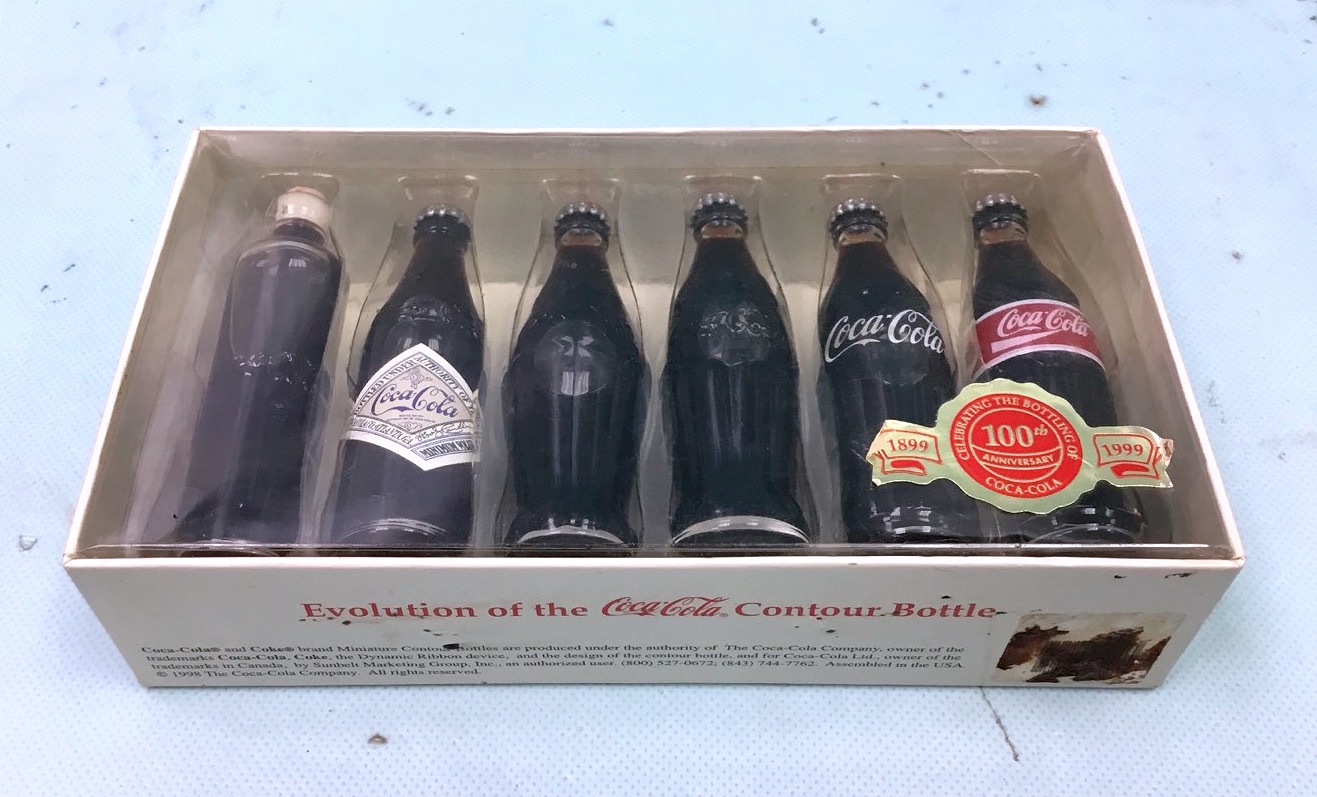 Coca-Cola
MINIMUM
Coca-Cola
Coca-Cola
CELEBRATING THE BOTTLING OF
1899
100th
ANNIVERSARY
1999
COCA-COLA
Evolution of the Coca-Cola® Contour Bottle
Coca-Cola® and Coke® brand Miniature Contour Bottles are produced under the authority of The Coca-Cola Company, owner of the
trademarks Coca-Cola, Coke, the Dynamic Ribbon device, and the design of the contour bottle, and for Coca-Cola Ltd., owner of the
trademarks in Canada, by Sunbelt Marketing Group, Inc., an authorized user. (800) 527-0672; (843) 744-7762. Assembled in the USA.
© 1998 The Coca-Cola Company. All rights reserved.